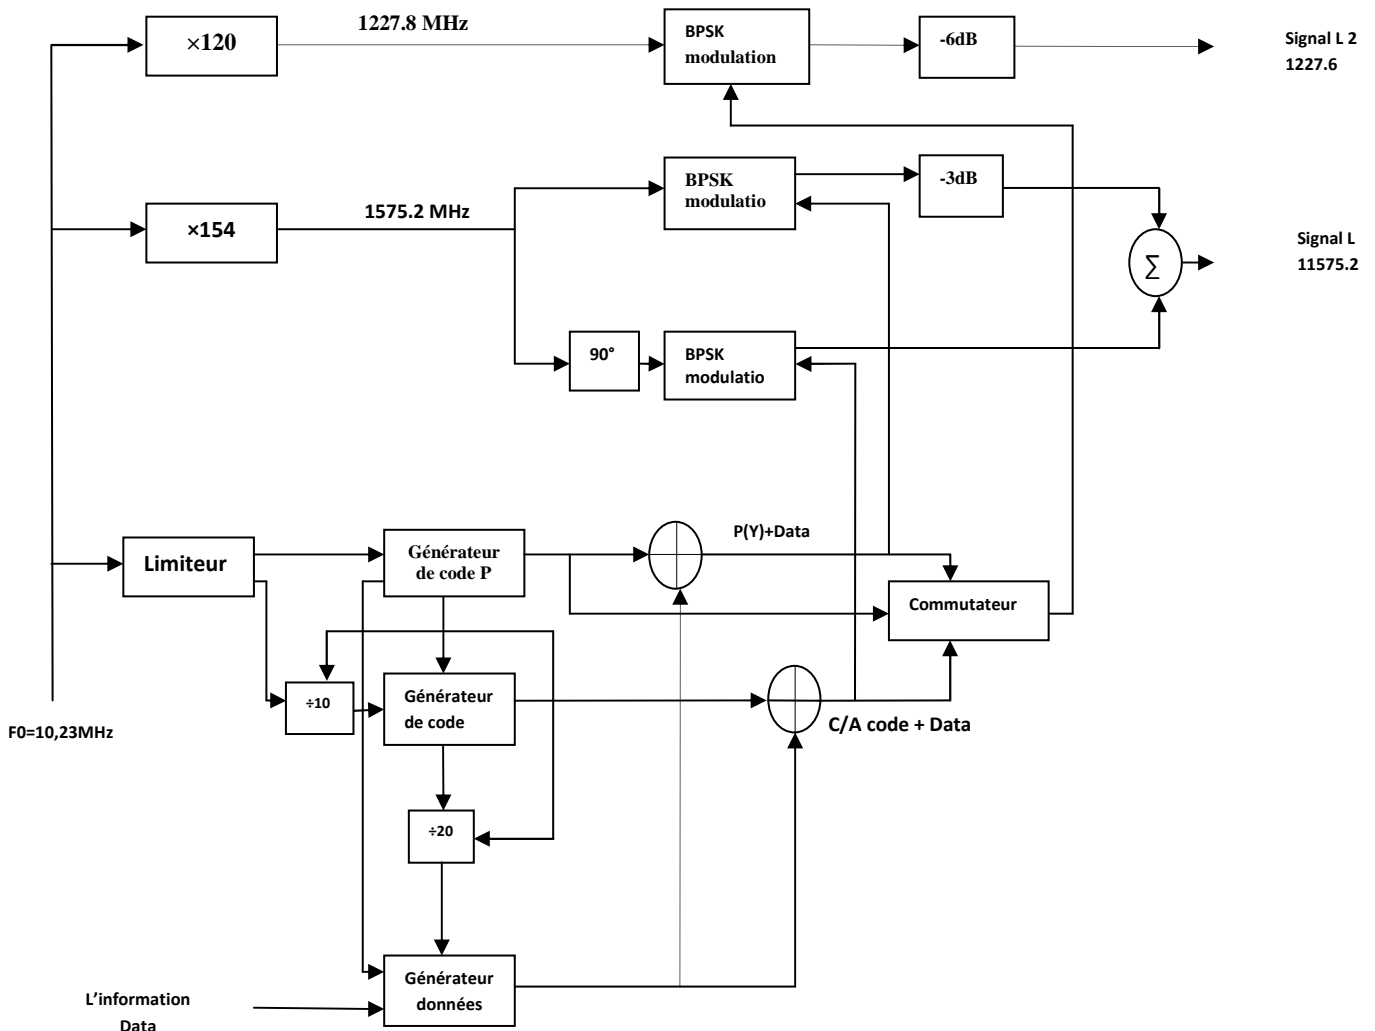 1227.8 MHz
×120
BPSK
modulation
-6dB
Signal L 2
1227.6
BPSK
modulatio
-3dB
1575.2 MHz
×154
Signal L
11575.2
∑
90°
BPSK
modulatio
P(Y)+Data
Limiteur
Générateur
de code P
Commutateur
÷10
Générateur
de code
C/A code + Data
F0=10,23MHz
÷20
Générateur
données
L’information
Data